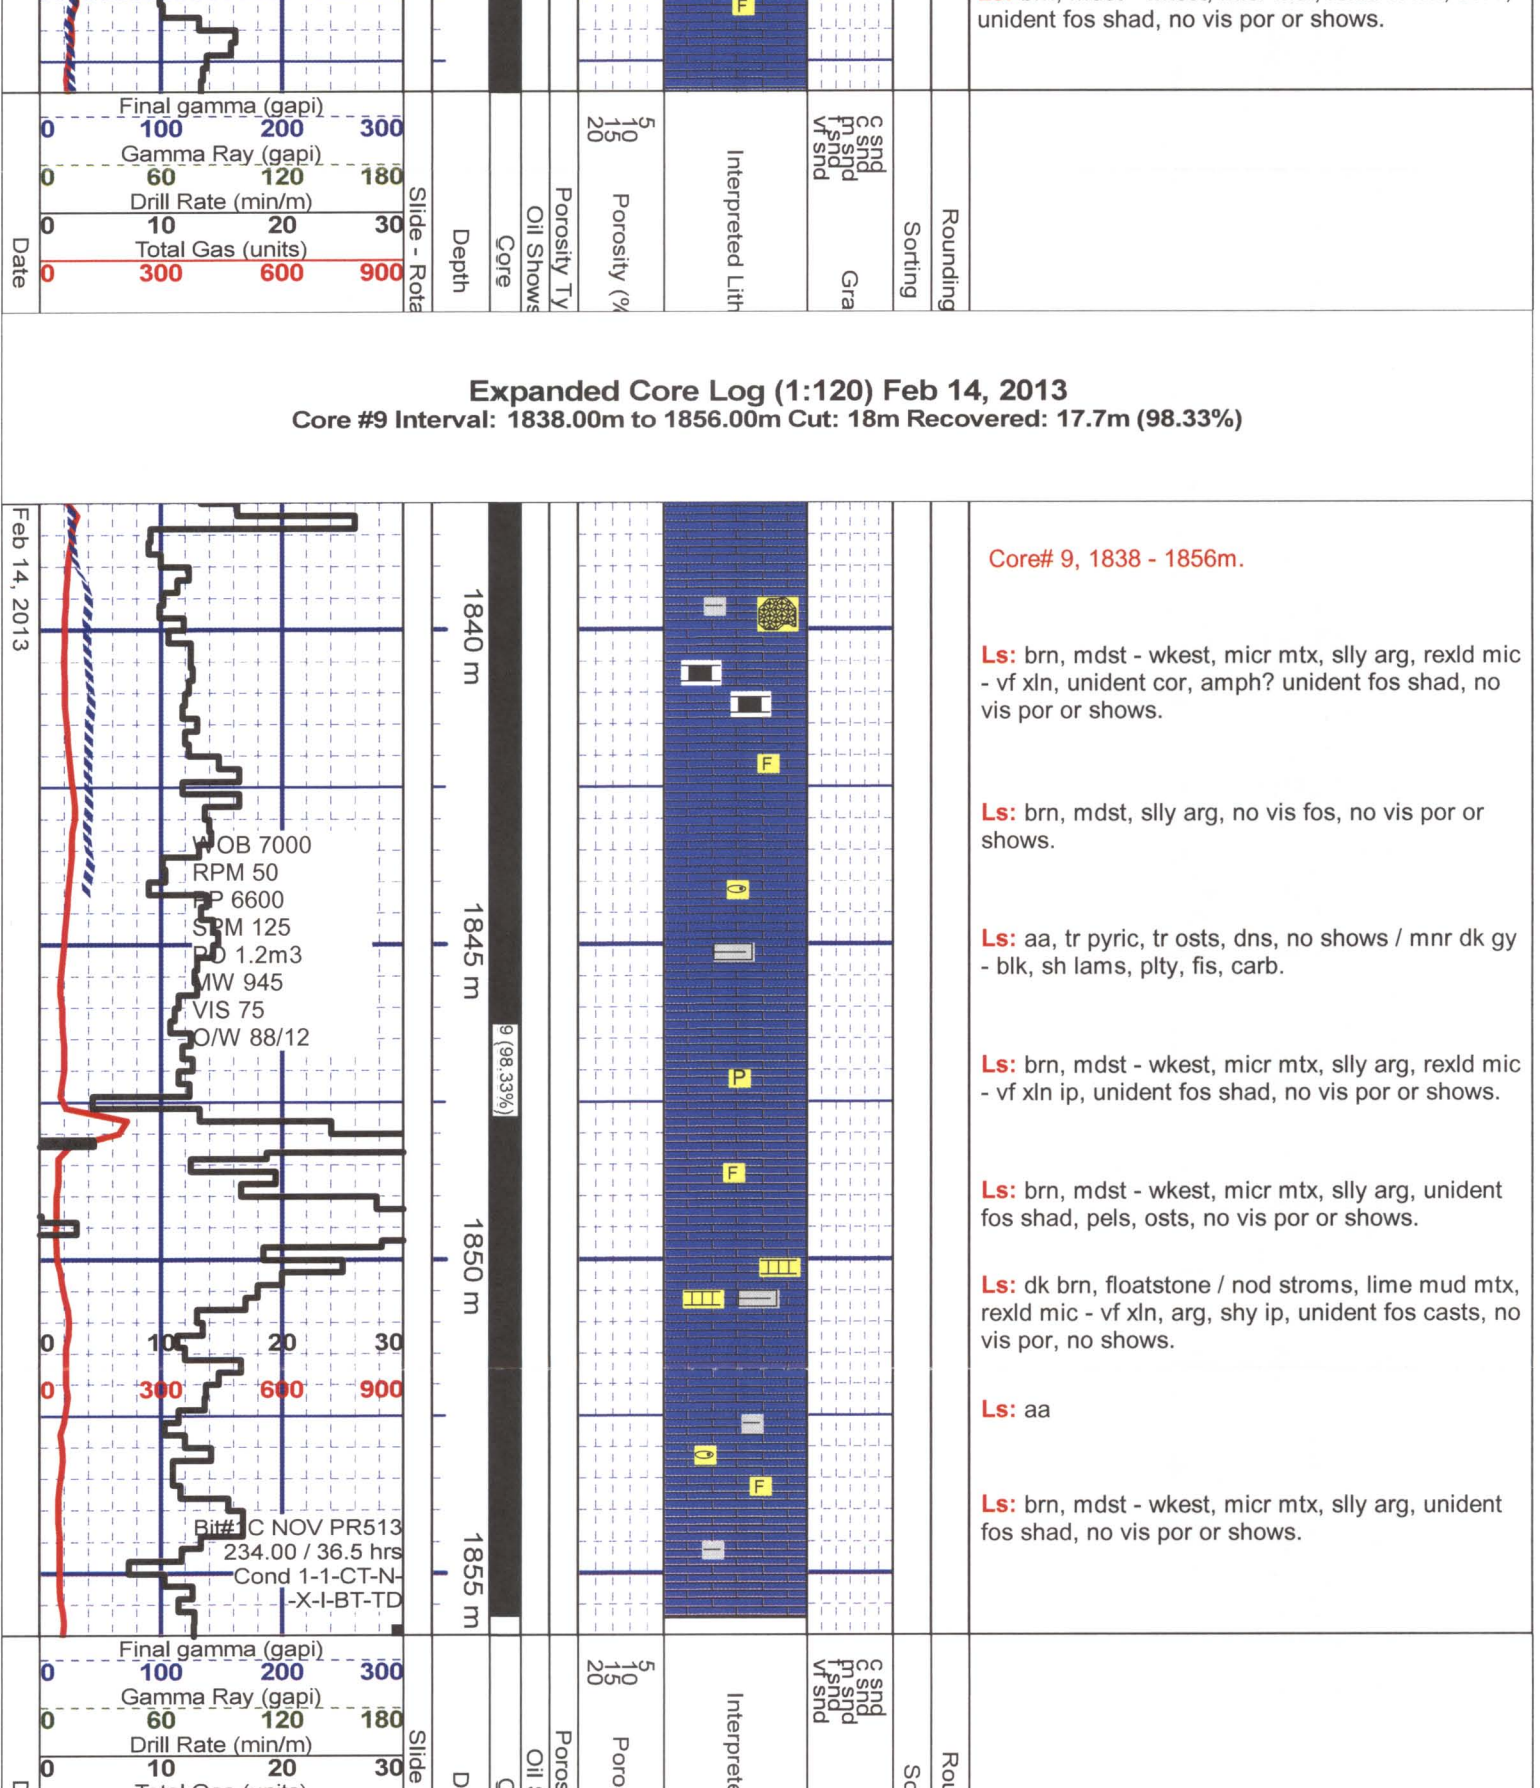 F
unident fos shad, no vis por or shows.
Final gamma (gapi)
0 100 200 300
Gamma Ray (gapi)
0 60 120 180
Drill Rate (min/m)
0 10 20 30
Total Gas (units)
0 300 600 900
Date
Slide - Rota
Depth
Core
Oil Shows
Porosity Ty
5
10
15
20
Porosity (%
Interpreted Lith
c snd
m snd
f snd
vf snd
Gra
Sorting
Rounding
Expanded Core Log (1:120) Feb 14, 2013
Core #9 Interval: 1838.00m to 1856.00m Cut: 18m Recovered: 17.7m (98.33%)
Feb 14, 2013
Core# 9, 1838 - 1856m.
1840 m
Ls: brn, mdst - wkest, micr mtx, slly arg, rexld mic
- vf xln, unident cor, amph? unident fos shad, no
vis por or shows.
F
Ls: brn, mdst, slly arg, no vis fos, no vis por or
shows.
WOB 7000
RPM 50
PP 6600
SPM 125
PO 1.2m3
MW 945
VIS 75
O/W 88/12
1845 m
Ls: aa, tr pyric, tr osts, dns, no shows / mnr dk gy
- blk, sh lams, plty, fis, carb.
9 (98.33%)
P
Ls: brn, mdst - wkest, micr mtx, slly arg, rexld mic
- vf xln ip, unident fos shad, no vis por or shows.
F
Ls: brn, mdst - wkest, micr mtx, slly arg, unident
fos shad, pels, osts, no vis por or shows.
1850 m
Ls: dk brn, floatstone / nod stroms, lime mud mtx,
rexld mic - vf xln, arg, shy ip, unident fos casts, no
vis por, no shows.
0 10 20 30
0 300 600 900
Ls: aa
F
Ls: brn, mdst - wkest, micr mtx, slly arg, unident
fos shad, no vis por or shows.
Bit#1C NOV PR513
234.00 / 36.5 hrs
Cond 1-1-CT-N-
-X-I-BT-TD
1855 m
Final gamma (gapi)
0 100 200 300
Gamma Ray (gapi)
0 60 120 180
Drill Rate (min/m)
0 10 20 30
Slide
Poros
5
10
15
20
Poro
Interprete
c snd
m snd
f snd
vf snd
Rou